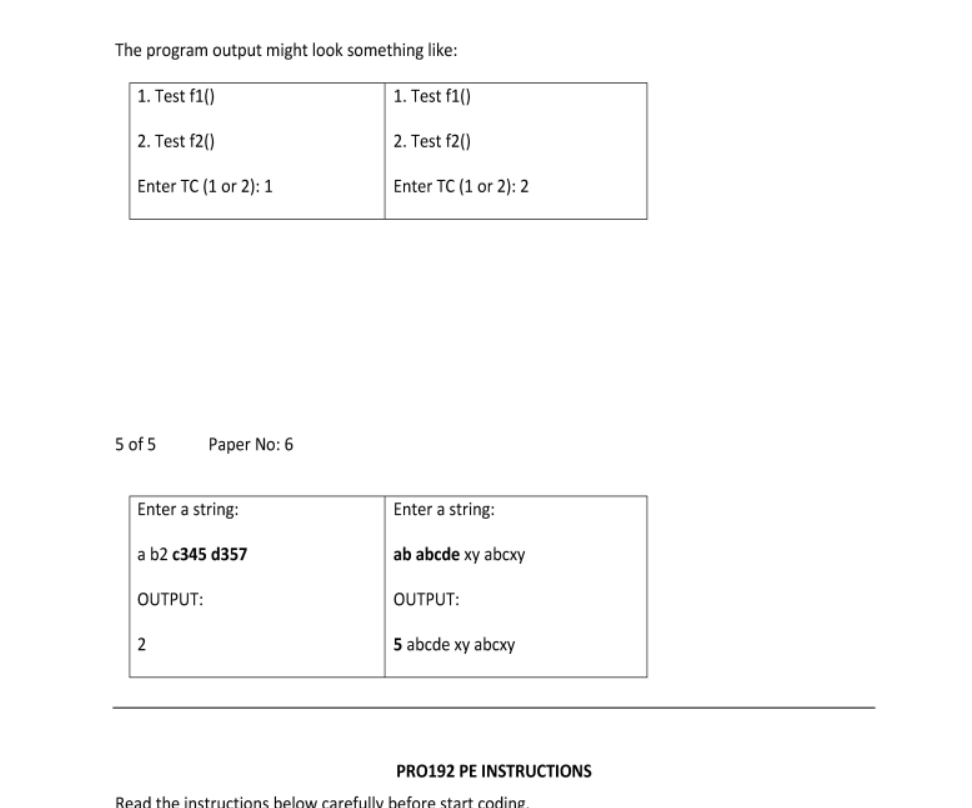 The program output might look something like:
1. Test f1()
2. Test f2()
Enter TC (1 or 2): 1
1. Test f1()
2. Test f2()
Enter TC (1 or 2): 2
5 of 5 Paper No: 6
Enter a string:
a b2 c345 d357
OUTPUT:
2
Enter a string:
ab abcde xy abcxy
OUTPUT:
5 abcde xy abcxy
PRO192 PE INSTRUCTIONS
Read the instructions below carefully before start coding.